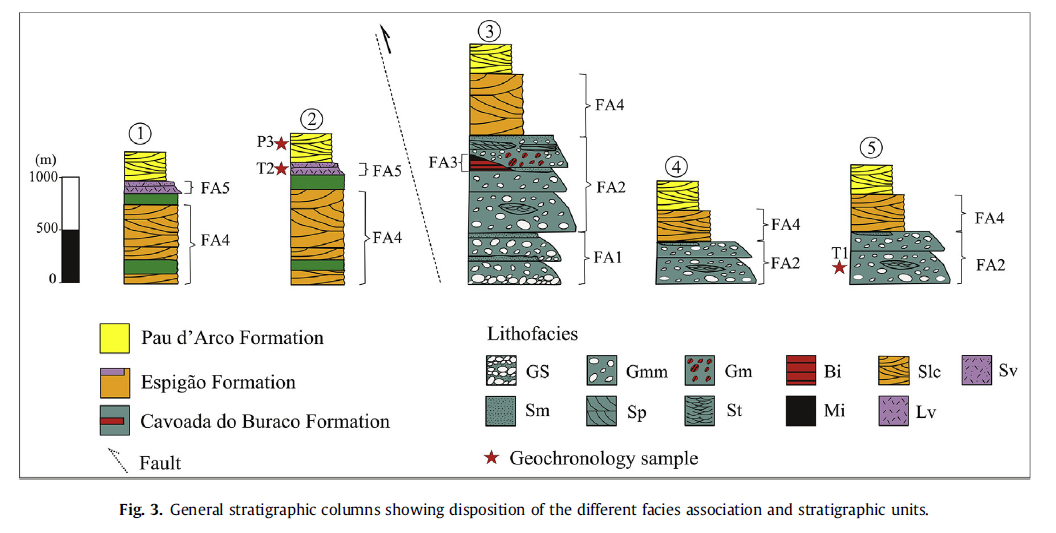 3
FA4
1
2
P3
T2
FA5
FA3
FA2
4
5
(m)
1000
500
0
FA5
FA4
FA4
FA1
FA4
FA2
T1
FA4
FA2
Pau d'Arco Formation
Espigão Formation
Cavoada do Buraco Formation
Fault
Lithofacies
GS Gmm Gm Bi Slc Sv
Sm Sp St Mi Lv
Geochronology sample
Fig. 3. General stratigraphic columns showing disposition of the different facies association and stratigraphic units.